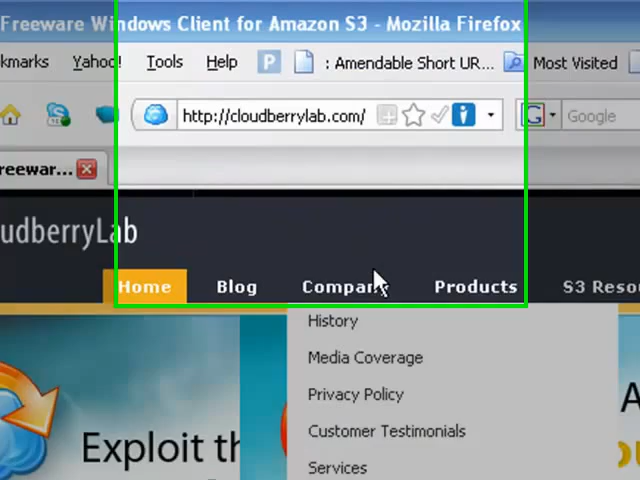 Freeware Windows Client for Amazon S3 - Mozilla Firefox
kmarks Yahoo! Tools Help P : Amendable Short UR... Most Visited
http://cloudberrylab.com/ G Google
reewar...
oudberryLab
Home Blog Company Products S3 Resou
History
Media Coverage
Privacy Policy
Customer Testimonials
Services
Exploit th
A